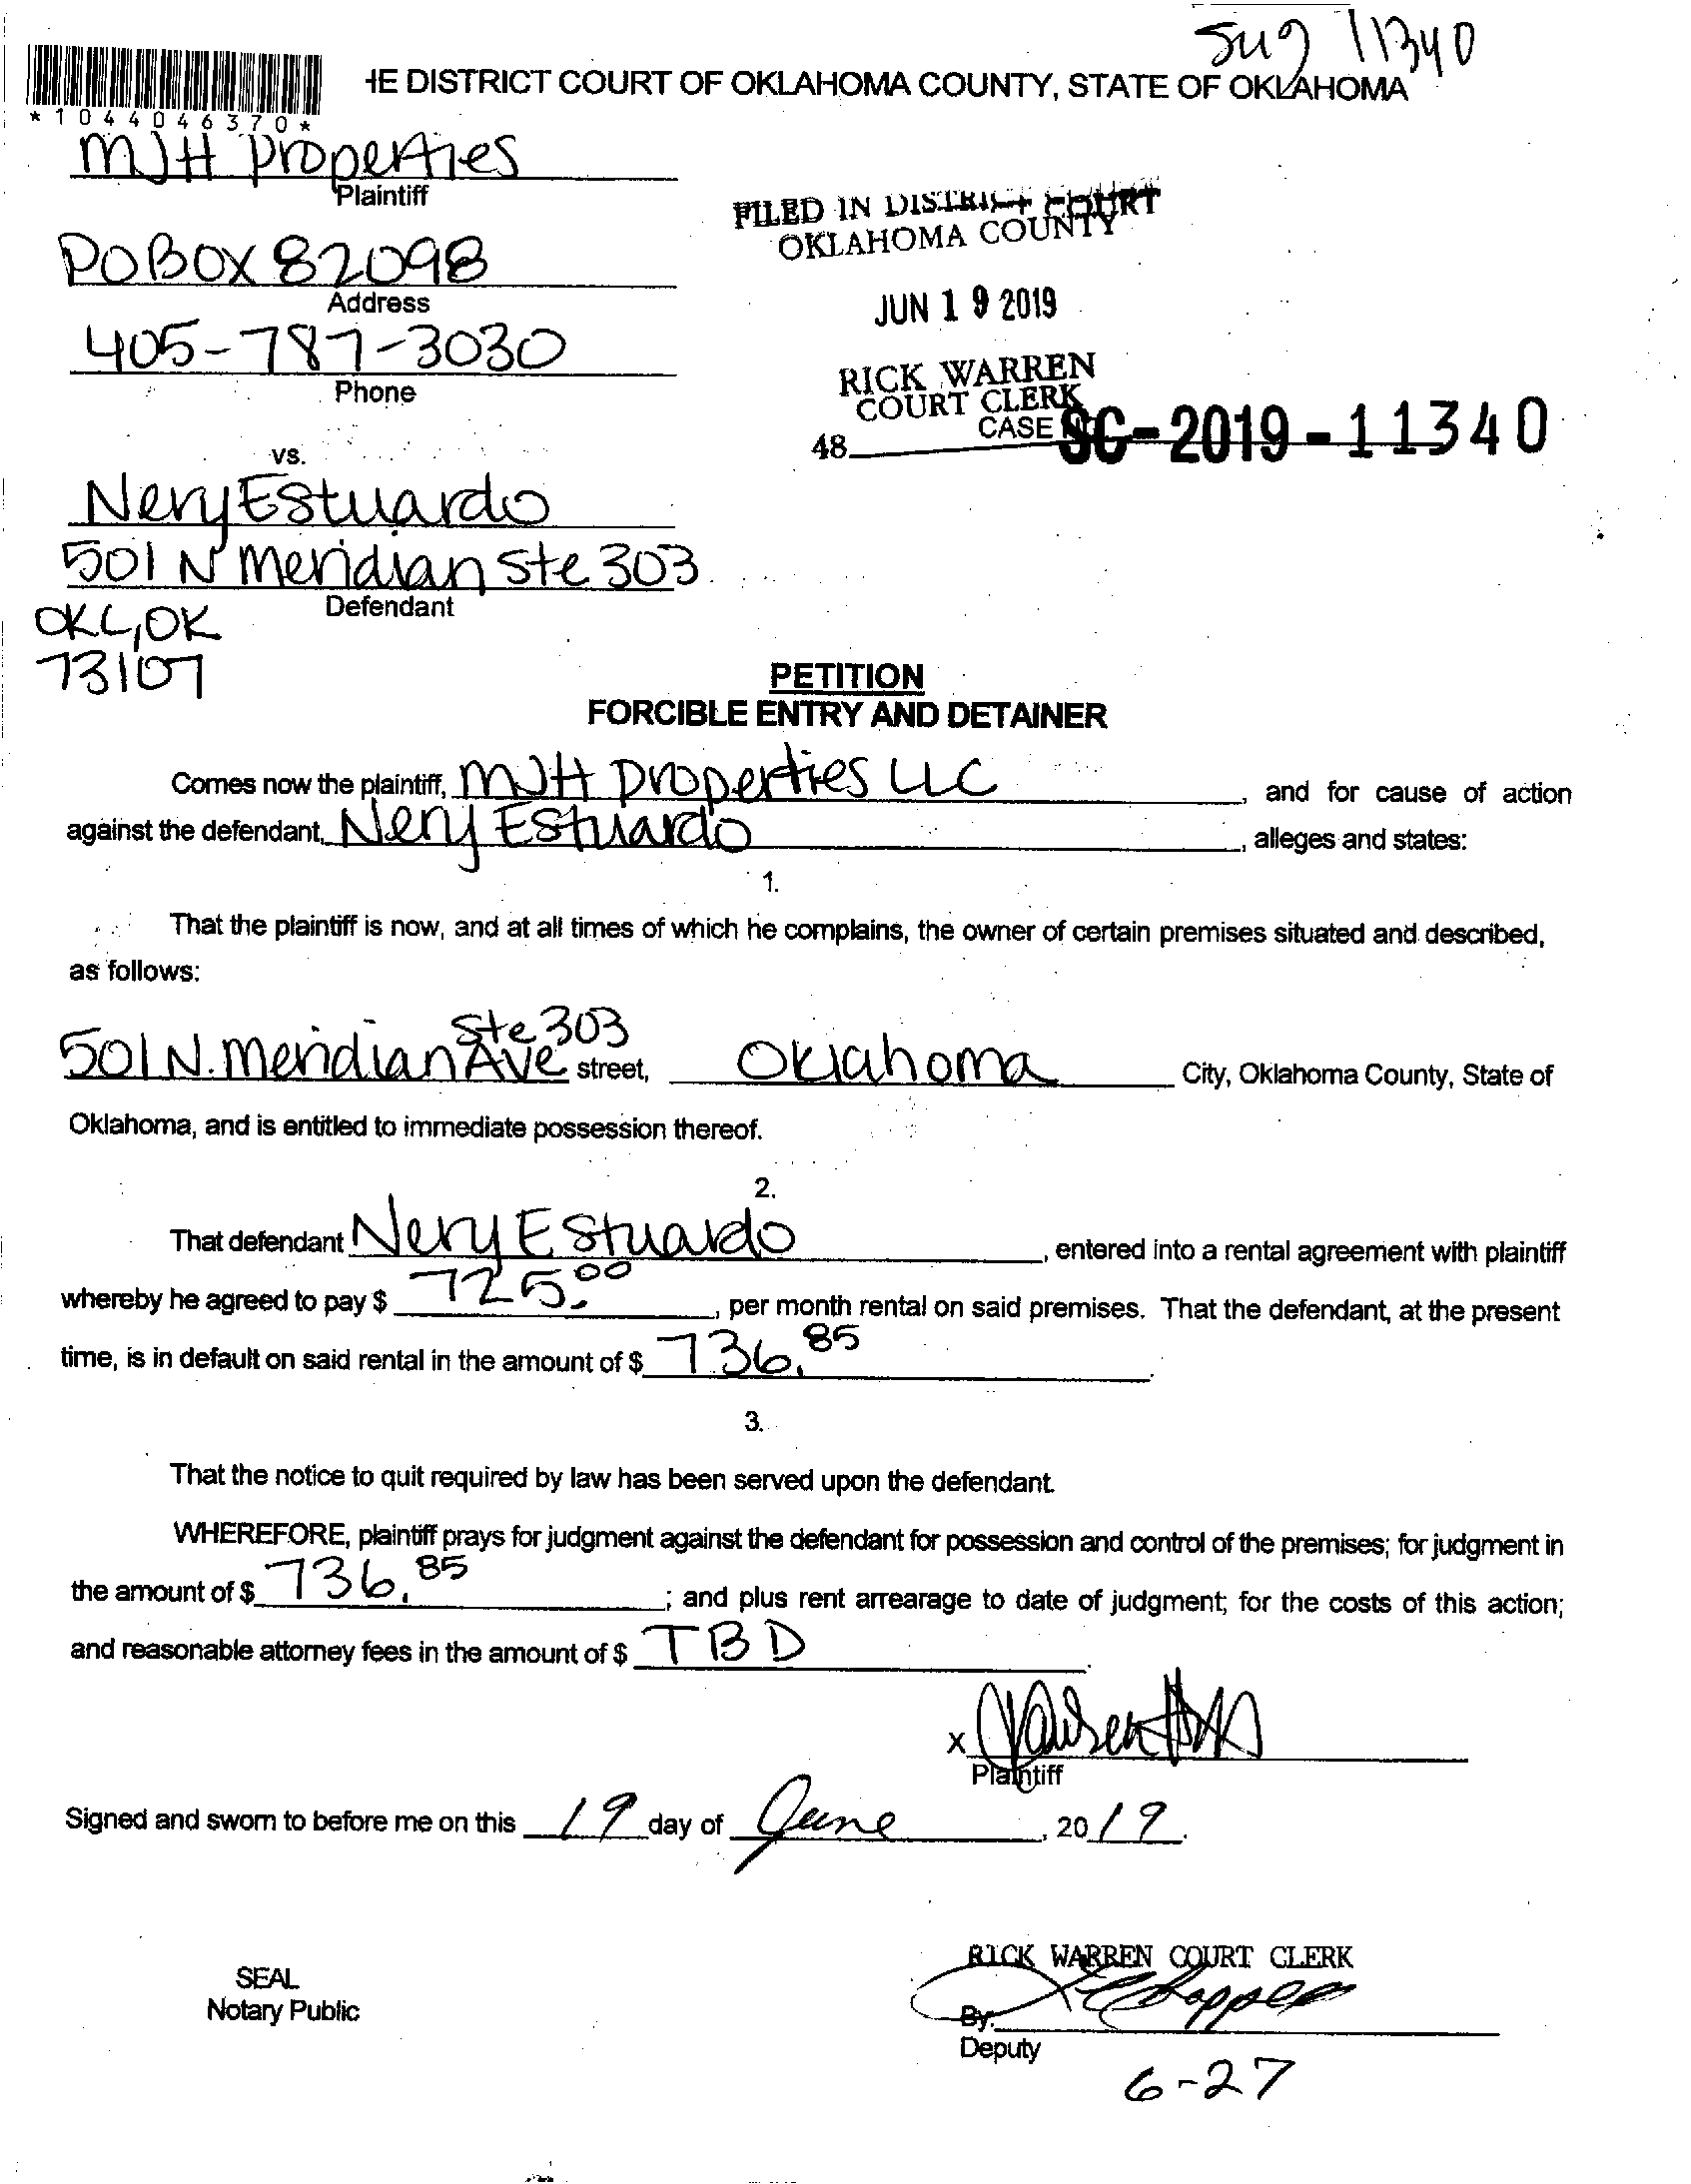 11340
HE DISTRICT COURT OF OKLAHOMA COUNTY, STATE OF OKLAHOMA
*1044046370*
MJH Properties
Plaintiff
FILED IN DISTRICT COURT
OKLAHOMA COUNTY
PO BOX 82098
Address
JUN 19 2019
405-787-3030
Phone
RICK WARREN
COURT CLERK
CASE
48 SC-2019-11340
vs.
Nery Estuardo
501 N Meridian Ste 303
Defendant
OKC, OK
73107
PETITION
FORCIBLE ENTRY AND DETAINER
Comes now the plaintiff, MJH Properties LLC, and for cause of action
against the defendant, Nery Estuardo, alleges and states:
1.
That the plaintiff is now, and at all times of which he complains, the owner of certain premises situated and described,
as follows:
Ste 303
501 N. Meridian Ave street, Oklahoma City, Oklahoma County, State of
Oklahoma, and is entitled to immediate possession thereof.
2.
That defendant Nery Estuardo, entered into a rental agreement with plaintiff
whereby he agreed to pay $ 725.00, per month rental on said premises. That the defendant, at the present
time, is in default on said rental in the amount of $ 736.85.
3.
That the notice to quit required by law has been served upon the defendant.
WHEREFORE, plaintiff prays for judgment against the defendant for possession and control of the premises; for judgment in
the amount of $ 736.85; and plus rent arrearage to date of judgment; for the costs of this action;
and reasonable attorney fees in the amount of $ TBD.
X
Plaintiff
Signed and sworn to before me on this 19 day of June, 2019.
RICK WARREN COURT CLERK
SEAL
Notary Public
By:
Deputy
6-27